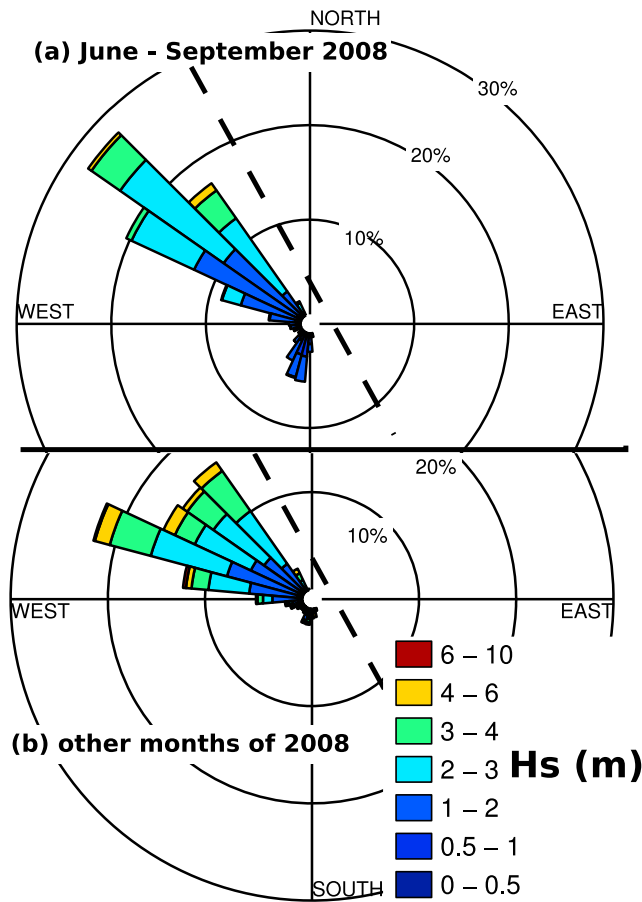 NORTH
(a) June - September 2008
30%
20%
10%
WEST
EAST
20%
10%
WEST
EAST
6 – 10
4 – 6
3 – 4
(b) other months of 2008
2 – 3
Hs (m)
1 – 2
0.5 – 1
SOUTH
0 – 0.5